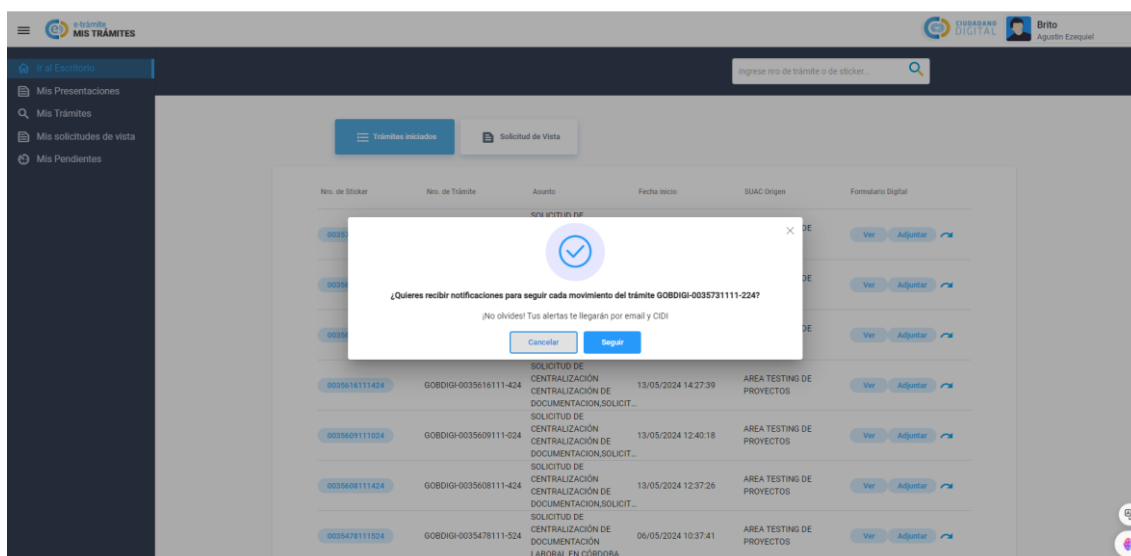 e-trámite
MIS TRÁMITES
CIUDADANO
DIGITAL
Brito
Agustin Ezequiel
Ir al Escritorio
Mis Presentaciones
Mis Trámites
Mis solicitudes de vista
Mis Pendientes
Ingrese nro de trámite o de sticker...
Trámites iniciados
Solicitud de Vista
Nro. de Sticker Nro. de Trámite Asunto Fecha Inicio SUAC Origen Formulario Digital
SOLICITUD DE
DE
Ver Adjuntar
DE
Ver Adjuntar
DE
Ver Adjuntar
¿Quieres recibir notificaciones para seguir cada movimiento del trámite GOBDIGI-0035731111-224?
¡No olvides! Tus alertas te llegarán por email y CIDI
Cancelar Seguir
SOLICITUD DE
CENTRALIZACIÓN
0035616111424 GOBDIGI-0035616111-424 CENTRALIZACIÓN DE 13/05/2024 14:27:39 AREA TESTING DE PROYECTOS Ver Adjuntar
DOCUMENTACION,SOLICIT...
SOLICITUD DE
CENTRALIZACIÓN
0035609111024 GOBDIGI-0035609111-024 CENTRALIZACIÓN DE 13/05/2024 12:40:18 AREA TESTING DE PROYECTOS Ver Adjuntar
DOCUMENTACION,SOLICIT...
SOLICITUD DE
CENTRALIZACIÓN
0035608111424 GOBDIGI-0035608111-424 CENTRALIZACIÓN DE 13/05/2024 12:37:26 AREA TESTING DE PROYECTOS Ver Adjuntar
DOCUMENTACION,SOLICIT...
SOLICITUD DE
CENTRALIZACIÓN DE
0035478111524 GOBDIGI-0035478111-524 DOCUMENTACIÓN 06/05/2024 10:37:41 AREA TESTING DE PROYECTOS Ver Adjuntar
LABORAL EN CÓRDOBA